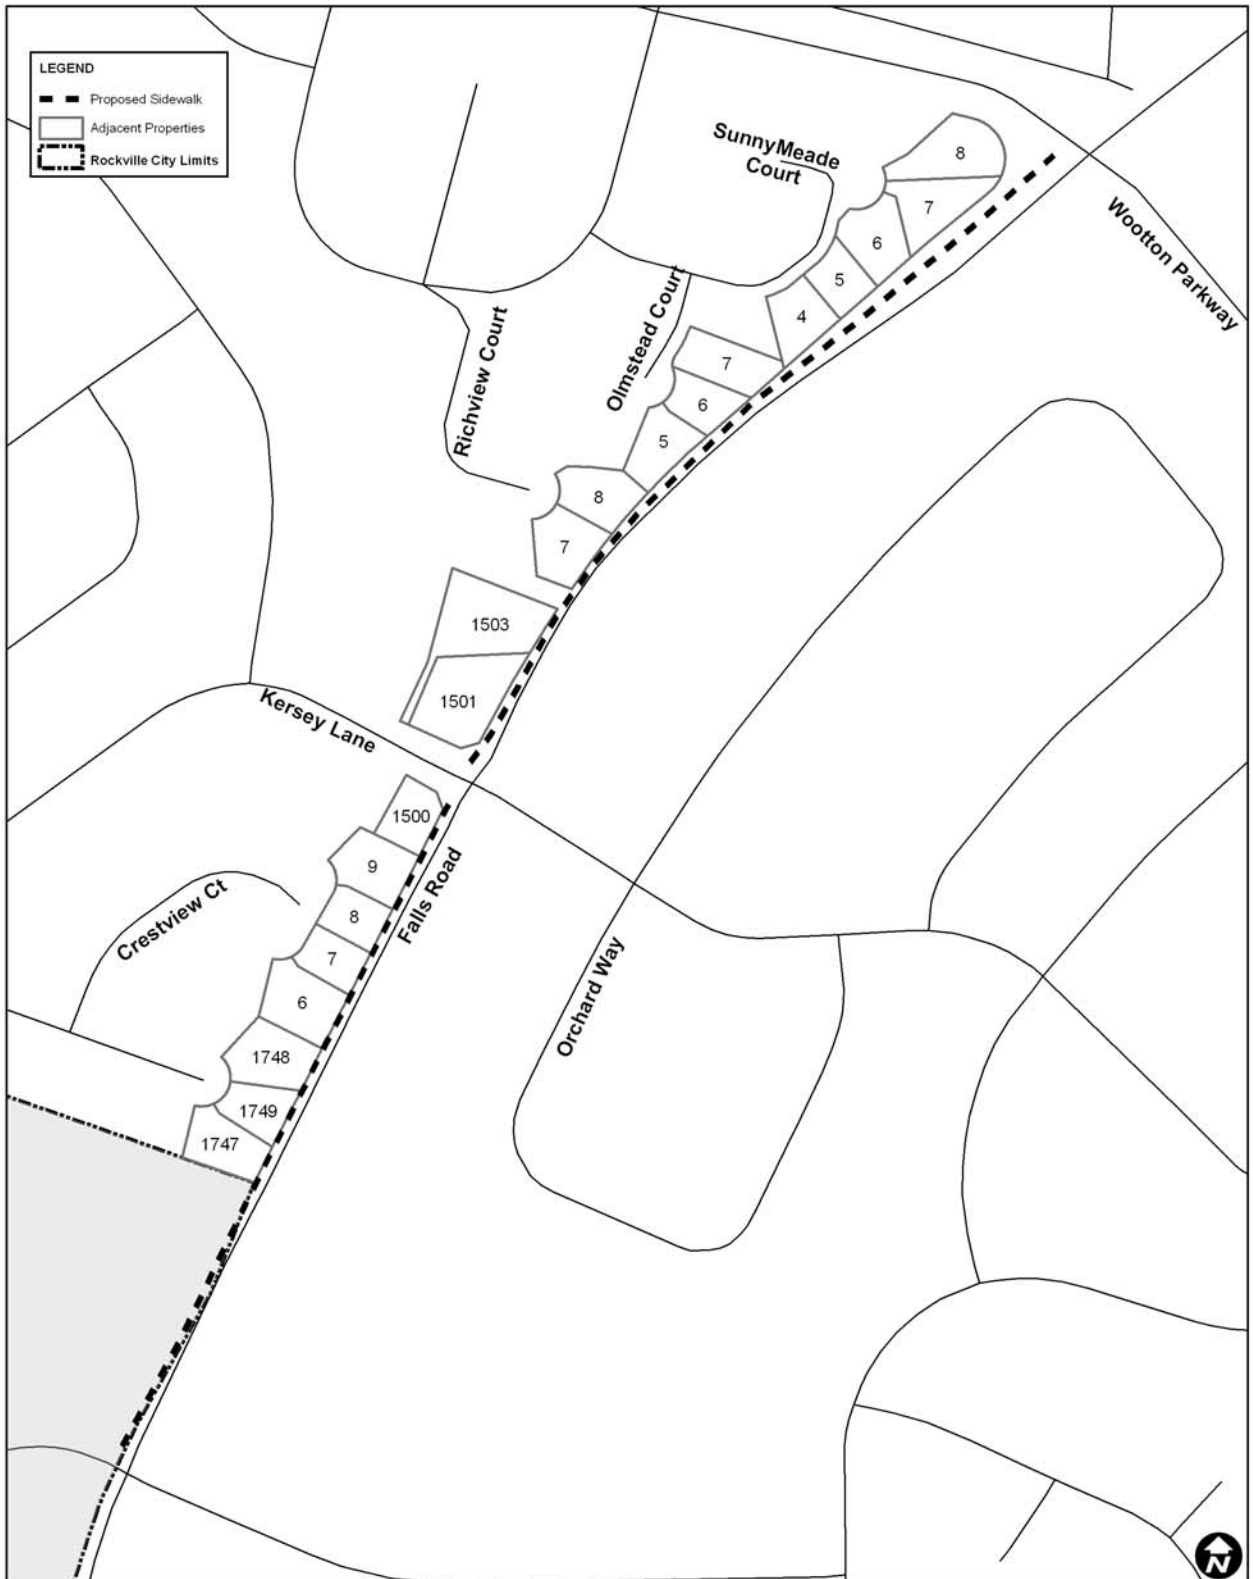 LEGEND
Proposed Sidewalk
Adjacent Properties
Rockville City Limits
SunnyMeade
Court
8
7
6
5
4
Wootton Parkway
Olmstead Court
7
6
5
Richview Court
8
7
1503
1501
Kersey Lane
1500
9
8
7
6
Falls Road
Crestview Ct
Orchard Way
1748
1749
1747
N